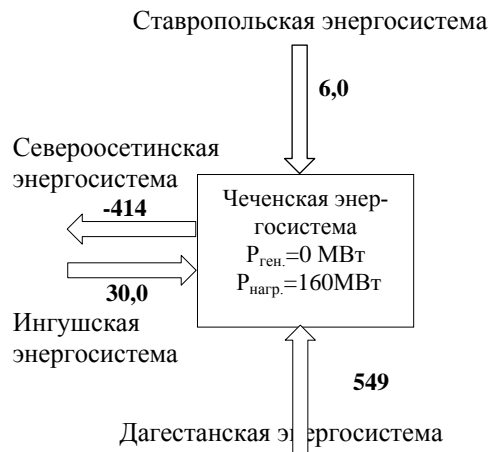 Ставропольская энергосистема
6,0
Североосетинская
энергосистема
-414
Чеченская энер-
госистема
Pген.=0 МВт
Pнагр.=160МВт
30,0
Ингушская
энергосистема
549
Дагестанская энергосистема